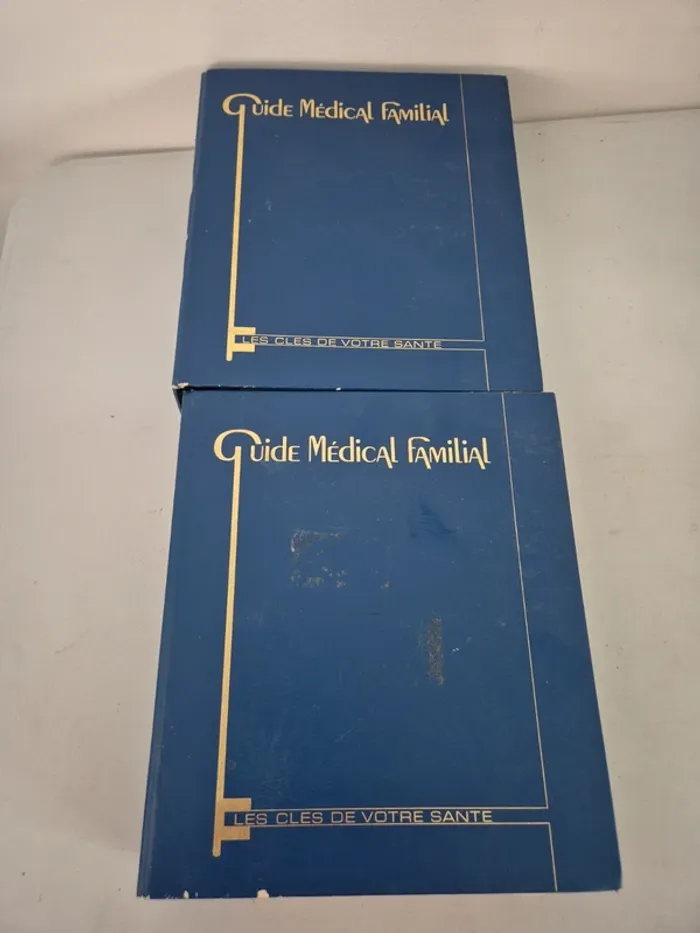 Guide Médical Familial
LES CLES DE VOTRE SANTE
Guide Médical Familial
LES CLES DE VOTRE SANTE